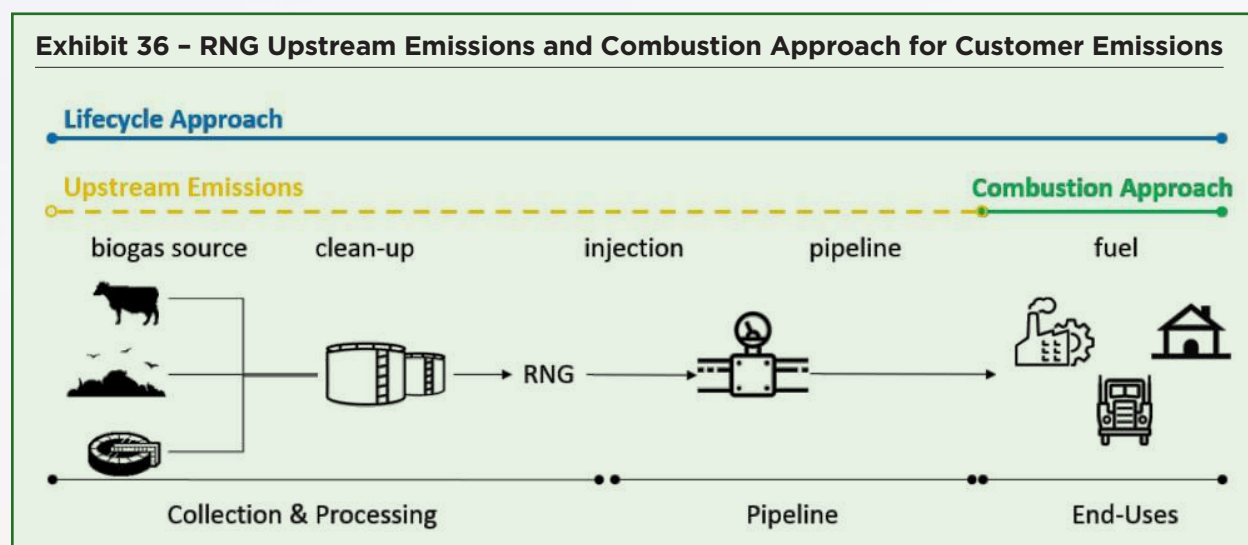 Exhibit 36 – RNG Upstream Emissions and Combustion Approach for Customer Emissions
Lifecycle Approach
Upstream Emissions Combustion Approach
biogas source clean-up injection pipeline fuel
RNG
Collection & Processing Pipeline End-Uses